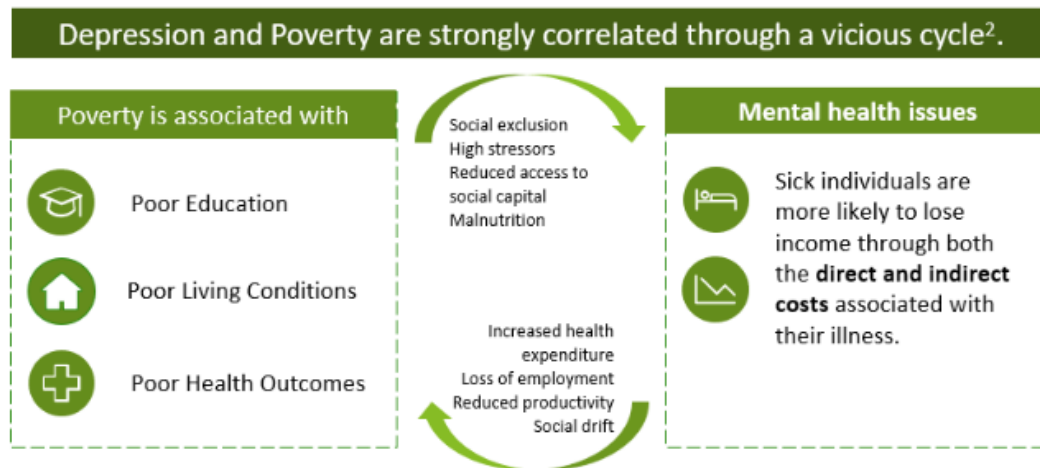 Depression and Poverty are strongly correlated through a vicious cycle².
Poverty is associated with
Poor Education
Poor Living Conditions
Poor Health Outcomes
Social exclusion
High stressors
Reduced access to
social capital
Malnutrition
Increased health
expenditure
Loss of employment
Reduced productivity
Social drift
Mental health issues
Sick individuals are
more likely to lose
income through both
the direct and indirect
costs associated with
their illness.